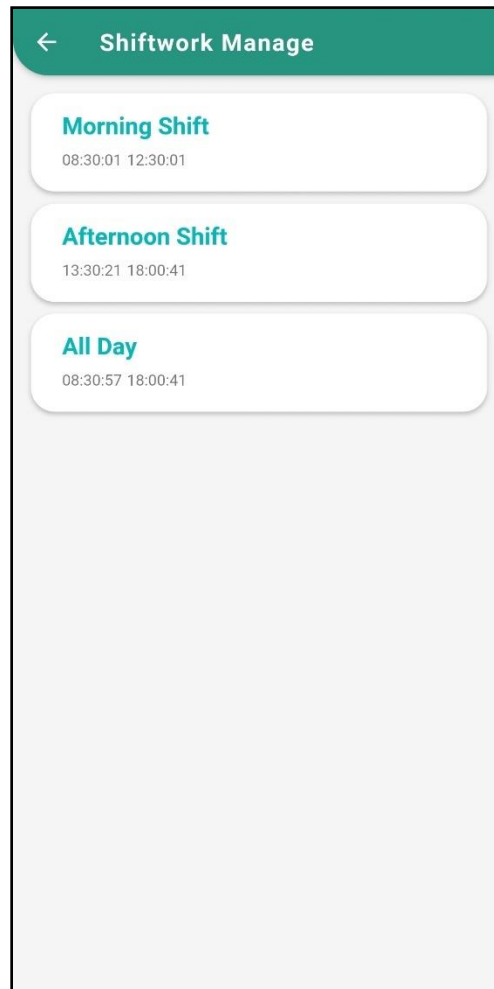 Shiftwork Manage
Morning Shift
08:30:01 12:30:01
Afternoon Shift
13:30:21 18:00:41
All Day
08:30:57 18:00:41